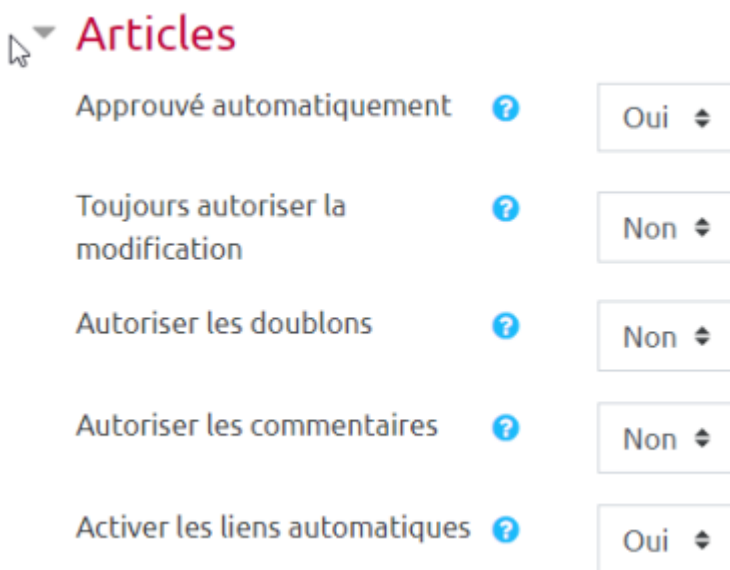 Articles
Approuvé automatiquement ? Oui
Toujours autoriser la
modification ? Non
Autoriser les doublons ? Non
Autoriser les commentaires ? Non
Activer les liens automatiques ? Oui